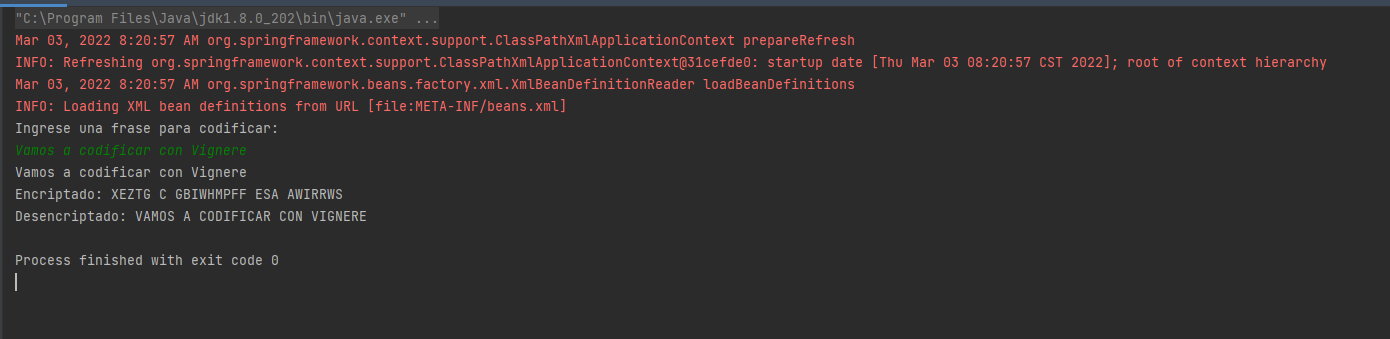 "C:\Program Files\Java\jdk1.8.0_202\bin\java.exe" ...
Mar 03, 2022 8:20:57 AM org.springframework.context.support.ClassPathXmlApplicationContext prepareRefresh
INFO: Refreshing org.springframework.context.support.ClassPathXmlApplicationContext@31cefde0: startup date [Thu Mar 03 08:20:57 CST 2022]; root of context hierarchy
Mar 03, 2022 8:20:57 AM org.springframework.beans.factory.xml.XmlBeanDefinitionReader loadBeanDefinitions
INFO: Loading XML bean definitions from URL [file:META-INF/beans.xml]
Ingrese una frase para codificar:
Vamos a codificar con Vignere
Vamos a codificar con Vignere
Encriptado: XEZTG C GBIWHMPFF ESA AWIRRWS
Desencriptado: VAMOS A CODIFICAR CON VIGNERE
Process finished with exit code 0